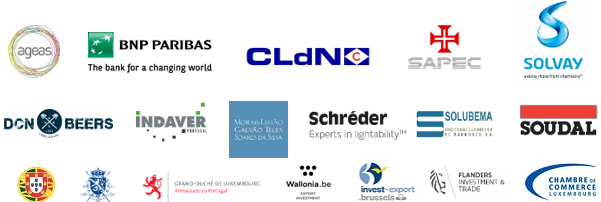 ageas
BNP PARIBAS
The bank for a changing world
CLdN C
SAPEC
SOLVAY
asking more from chemistry®
DCN BEERS
INDAVER
PORTUGAL
MORAIS LEITÃO
GALVÃO TELES
SOARES DA SILVA
Schréder
Experts in lightability™
SOLUBEMA
SOUDAL
GRAND-DUCHÉ DE LUXEMBOURG
Ambassade au Portugal
Wallonia.be
EXPORT
INVESTMENT
invest-export
.brussels
FLANDERS
INVESTMENT &
TRADE
CHAMBRE
DE COMMERCE
LUXEMBOURG